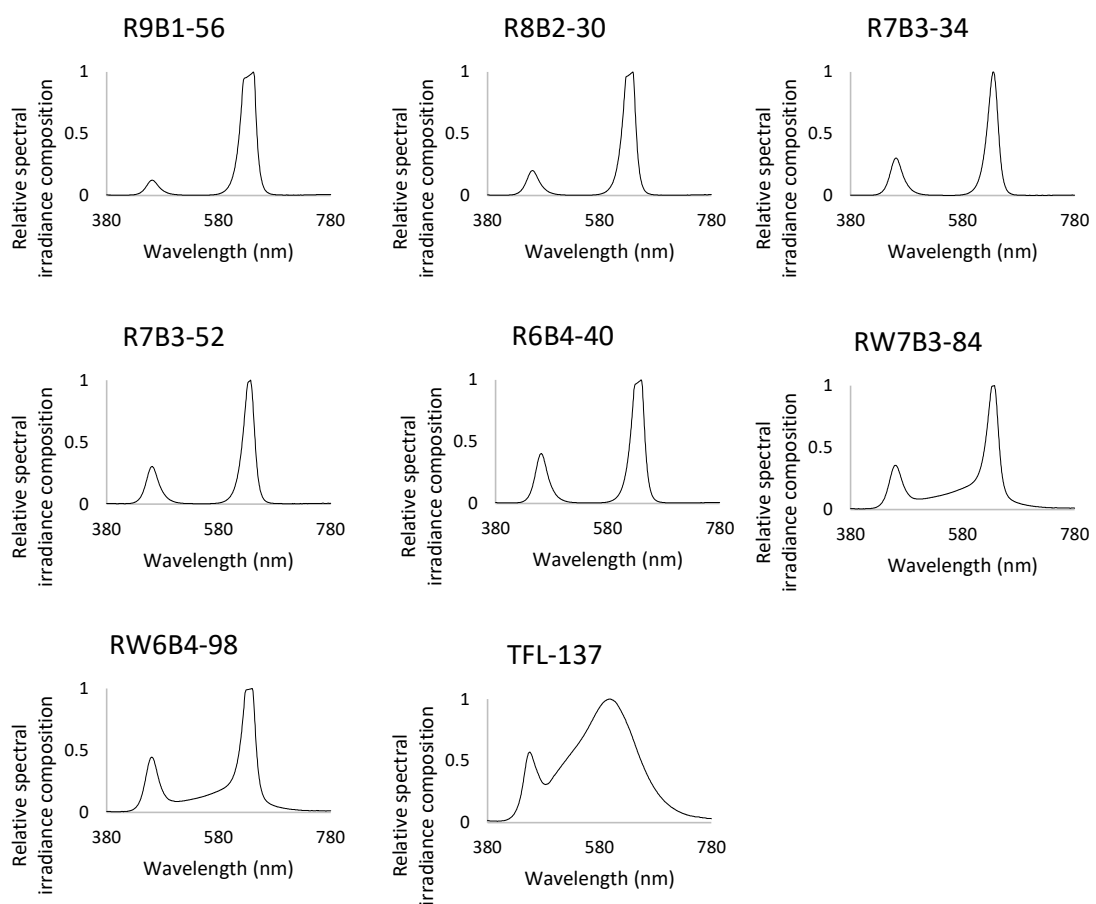 R9B1-56
Relative spectral
irradiance composition
1
0.5
0
380
580
780
Wavelength (nm)
R8B2-30
Relative spectral
irradiance composition
1
0.5
0
380
580
780
Wavelength (nm)
R7B3-34
Relative spectral
irradiance composition
1
0.5
0
380
580
780
Wavelength (nm)
R7B3-52
Relative spectral
irradiance composition
1
0.5
0
380
580
780
Wavelength (nm)
R6B4-40
Relative spectral
irradiance composition
1
0.5
0
380
580
780
Wavelength (nm)
RW7B3-84
Relative spectral
irradiance composition
1
0.5
0
380
580
780
Wavelength (nm)
RW6B4-98
Relative spectral
irradiance composition
1
0.5
0
380
580
780
Wavelength (nm)
TFL-137
Relative spectral
irradiance composition
1
0.5
0
380
580
780
Wavelength (nm)